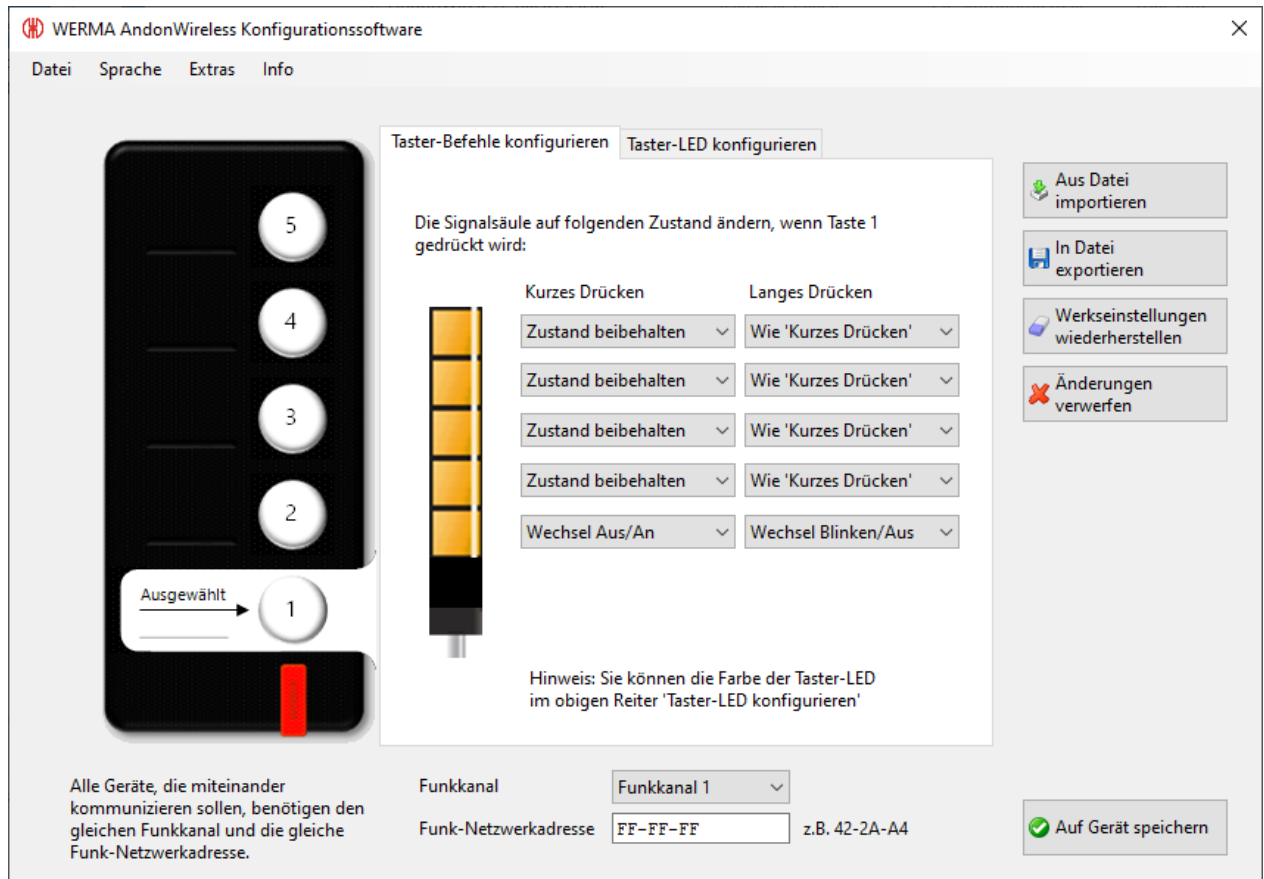 WERMA AndonWireless Konfigurationssoftware
Datei Sprache Extras Info
5
4
3
2
Ausgewählt
1
Taster-Befehle konfigurieren
Taster-LED konfigurieren
Die Signalsäule auf folgenden Zustand ändern, wenn Taste 1
gedrückt wird:
Kurzes Drücken Langes Drücken
Zustand beibehalten Wie 'Kurzes Drücken'
Zustand beibehalten Wie 'Kurzes Drücken'
Zustand beibehalten Wie 'Kurzes Drücken'
Zustand beibehalten Wie 'Kurzes Drücken'
Wechsel Aus/An Wechsel Blinken/Aus
Hinweis: Sie können die Farbe der Taster-LED
im obigen Reiter 'Taster-LED konfigurieren'
Aus Datei
importieren
In Datei
exportieren
Werkseinstellungen
wiederherstellen
Änderungen
verwerfen
Alle Geräte, die miteinander
kommunizieren sollen, benötigen den
gleichen Funkkanal und die gleiche
Funk-Netzwerkadresse.
Funkkanal Funkkanal 1
Funk-Netzwerkadresse FF-FF-FF z.B. 42-2A-A4
Auf Gerät speichern